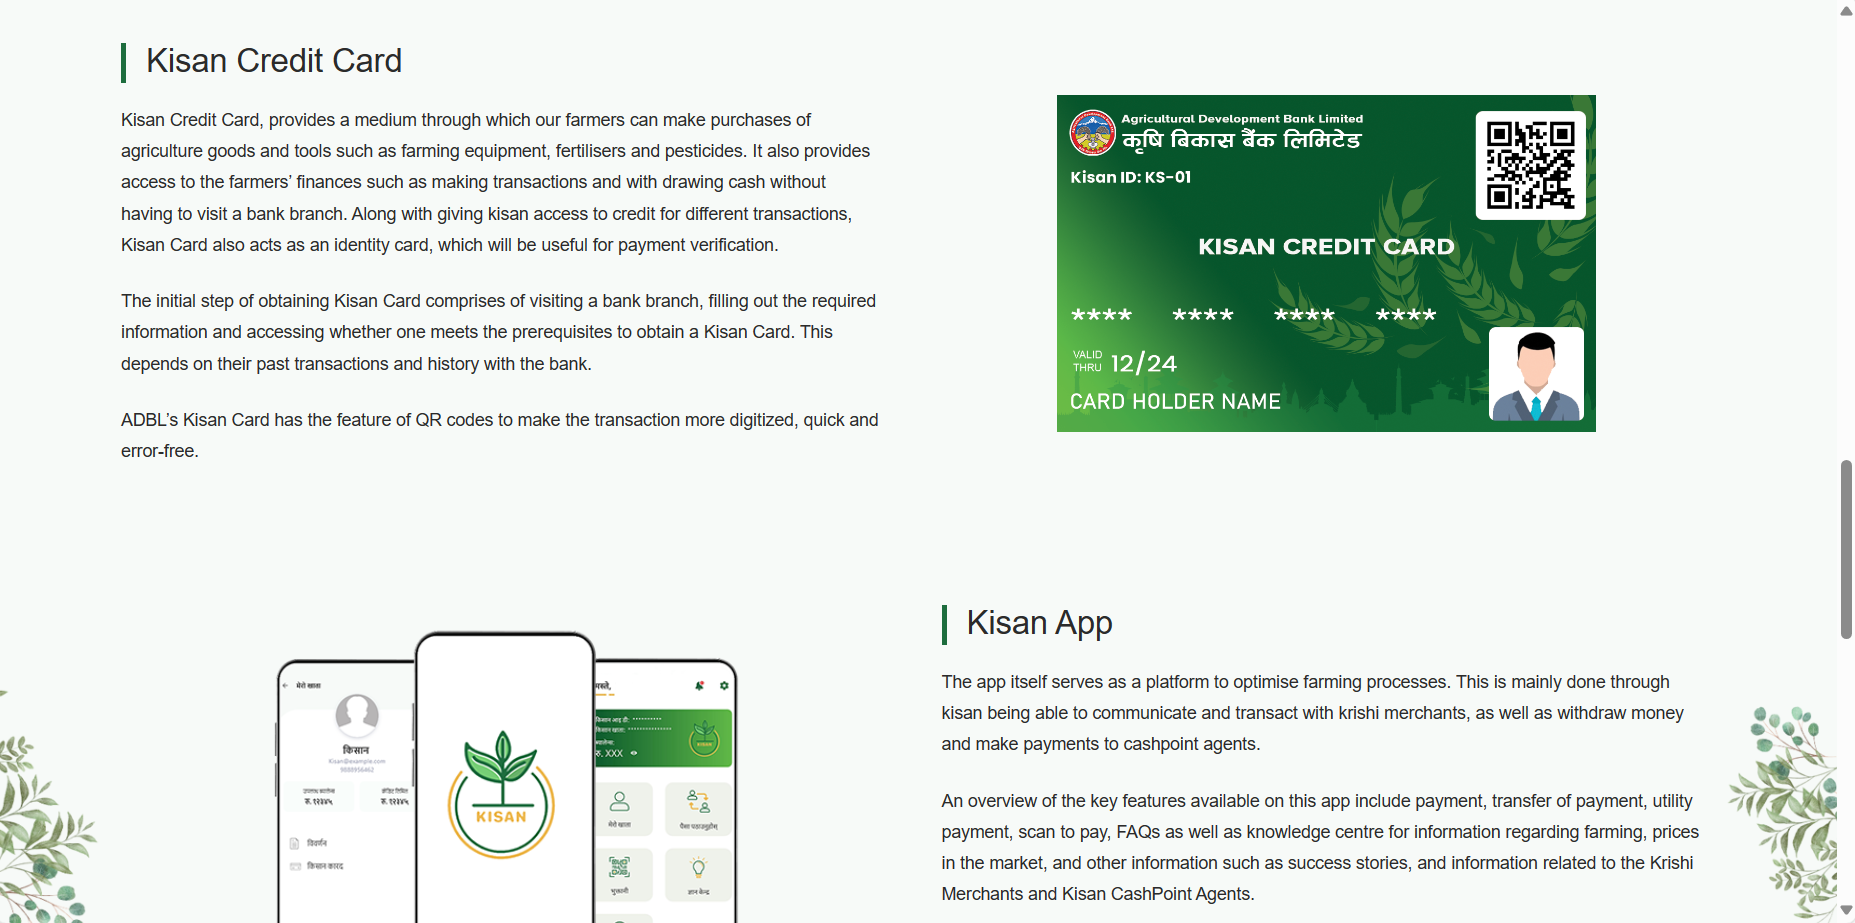 Kisan Credit Card
Kisan Credit Card, provides a medium through which our farmers can make purchases of
agriculture goods and tools such as farming equipment, fertilisers and pesticides. It also provides
access to the farmers’ finances such as making transactions and with drawing cash without
having to visit a bank branch. Along with giving kisan access to credit for different transactions,
Kisan Card also acts as an identity card, which will be useful for payment verification.
The initial step of obtaining Kisan Card comprises of visiting a bank branch, filling out the required
information and accessing whether one meets the prerequisites to obtain a Kisan Card. This
depends on their past transactions and history with the bank.
ADBL’s Kisan Card has the feature of QR codes to make the transaction more digitized, quick and
error-free.
Agricultural Development Bank Limited
कृषि बिकास बैंक लिमिटेड
Kisan ID: KS-01
KISAN CREDIT CARD
**** **** **** ****
VALID
THRU 12/24
CARD HOLDER NAME
मेरो खाता
किसान
Kisan@example.com
रु. १२३४५
रु. १२३४५
विवरण
किसान कारद
KISAN
किसान आइ डी: **********
किसान खाता: **************
रु. XXX
KISAN
मेरो खाता
पैसा पठाउनुहोस्
भुक्तानी
ज्ञान केन्द्र
Kisan App
The app itself serves as a platform to optimise farming processes. This is mainly done through
kisan being able to communicate and transact with krishi merchants, as well as withdraw money
and make payments to cashpoint agents.
An overview of the key features available on this app include payment, transfer of payment, utility
payment, scan to pay, FAQs as well as knowledge centre for information regarding farming, prices
in the market, and other information such as success stories, and information related to the Krishi
Merchants and Kisan CashPoint Agents.